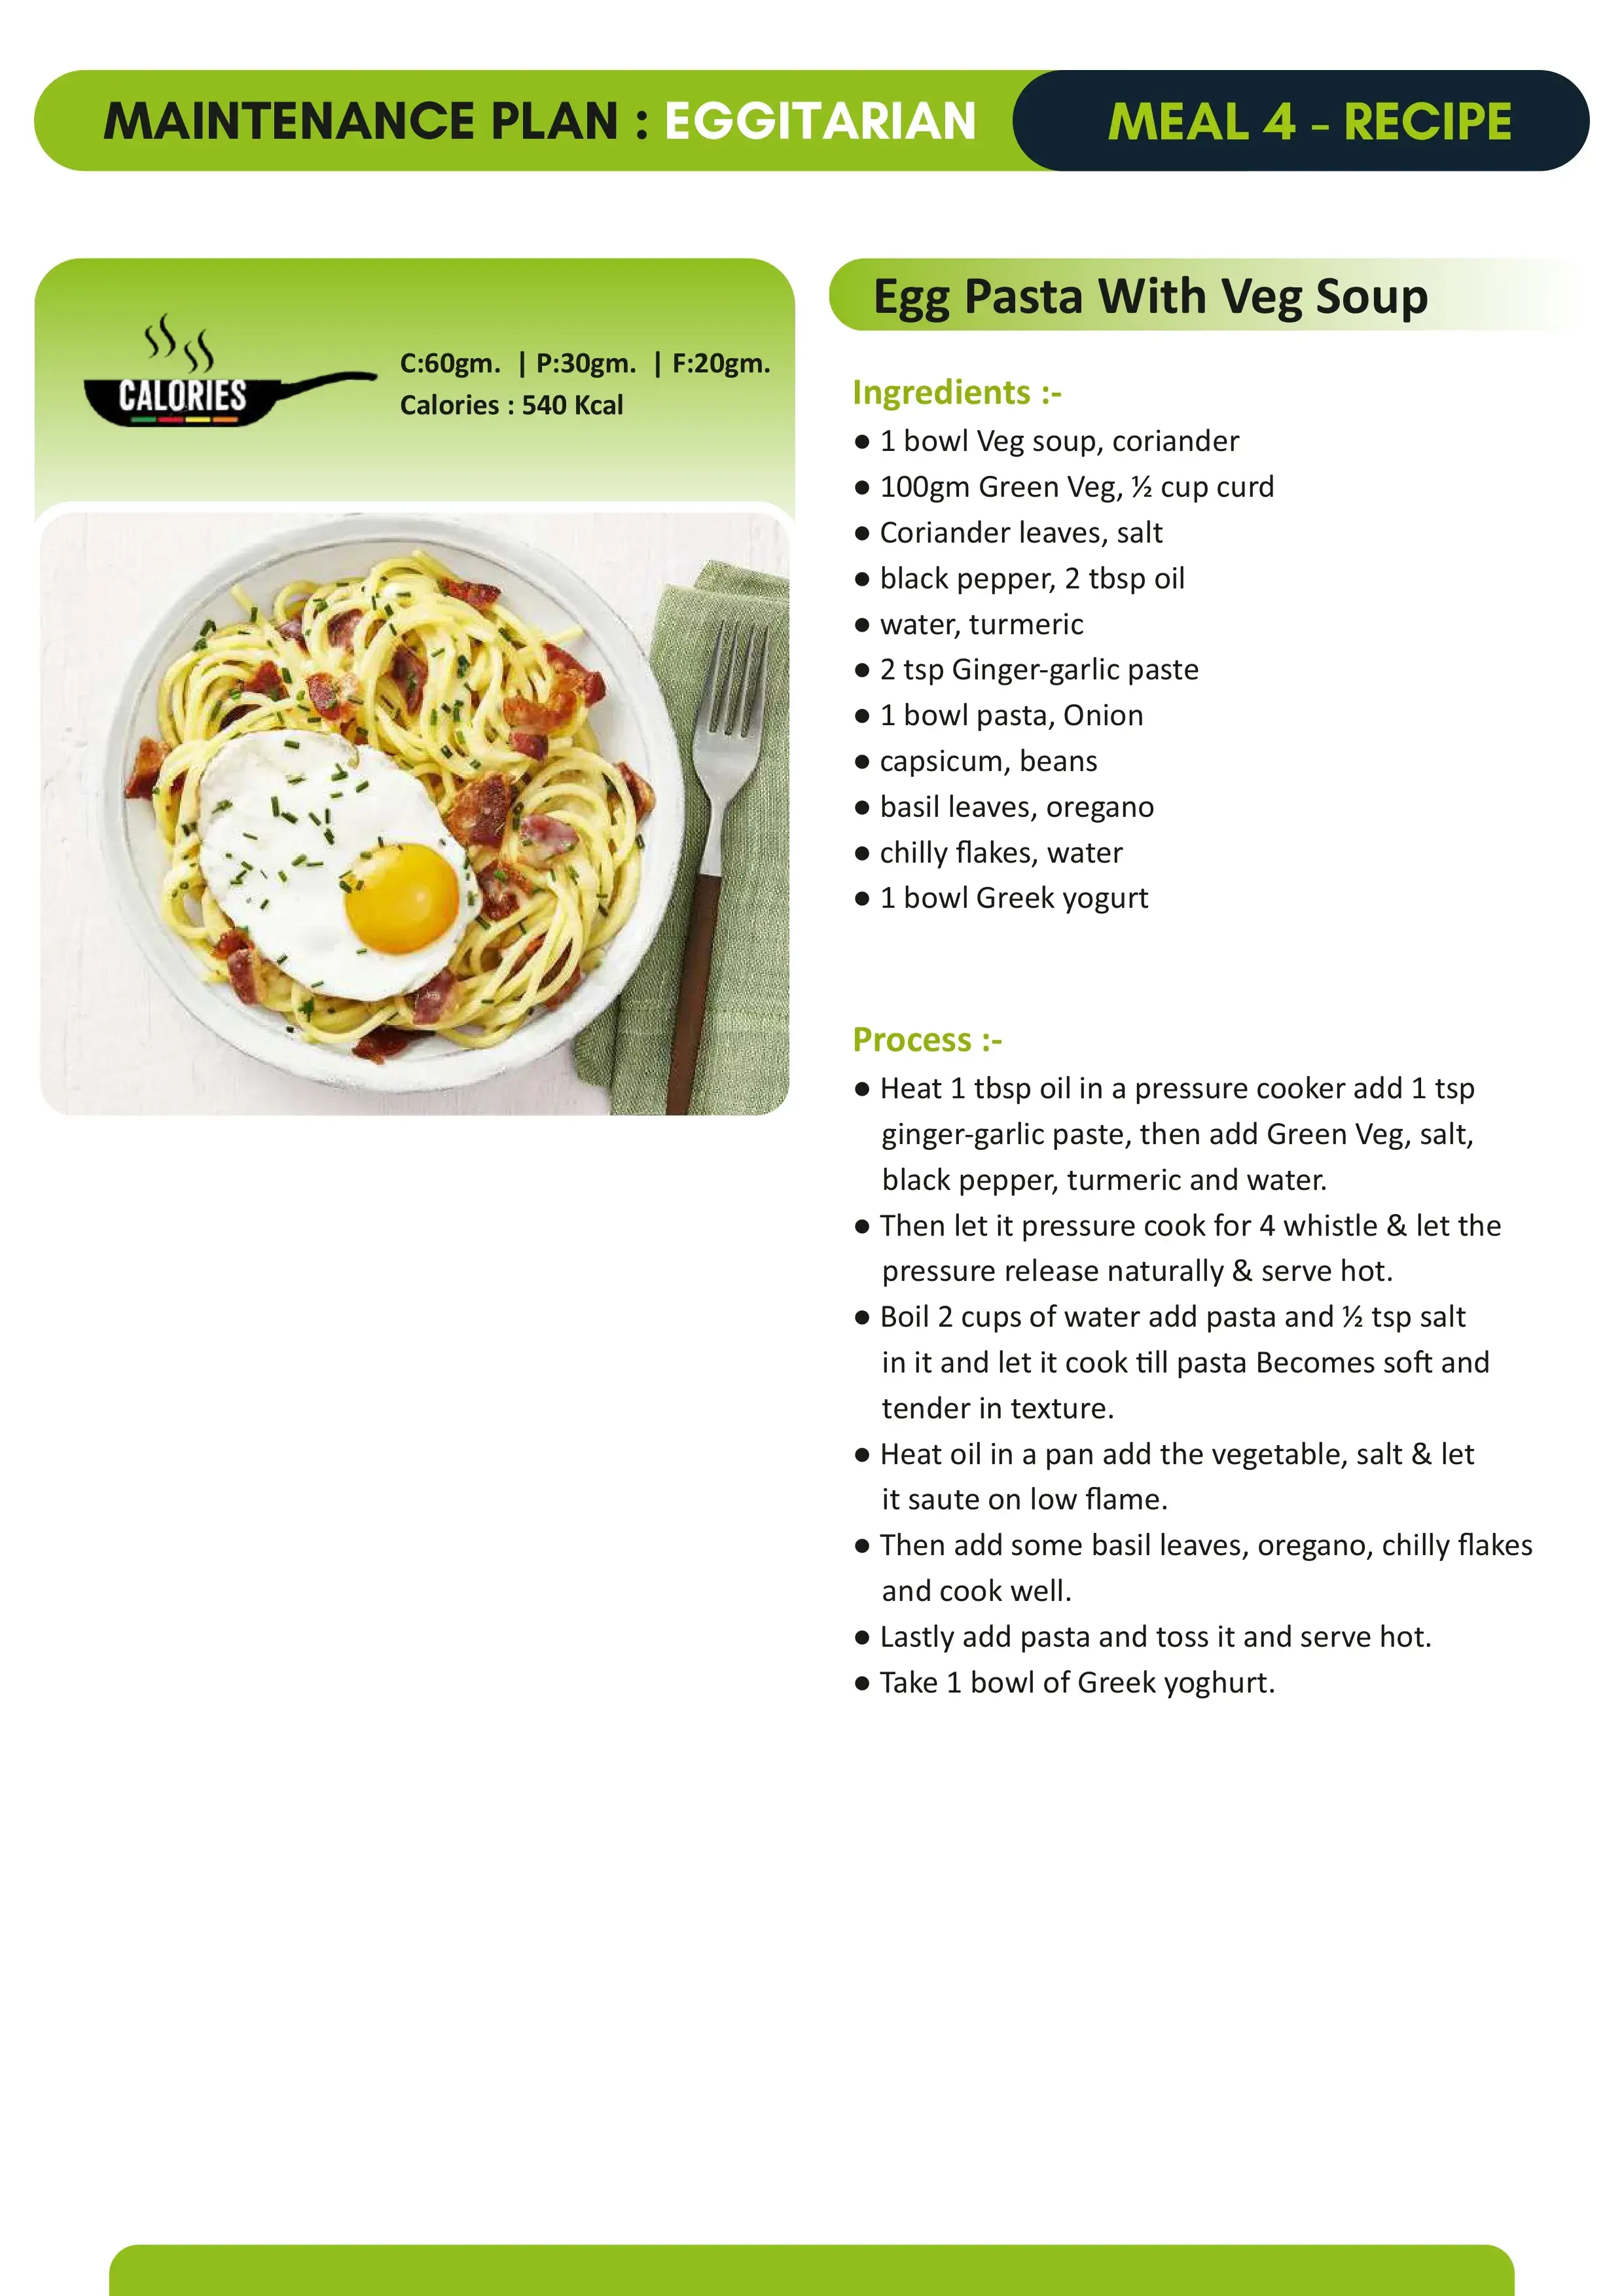 MAINTENANCE PLAN : EGGITARIAN
MEAL 4 - RECIPE
CALORIES
C:60gm. | P:30gm. | F:20gm.
Calories : 540 Kcal
Egg Pasta With Veg Soup
Ingredients :-
● 1 bowl Veg soup, coriander
● 100gm Green Veg, ½ cup curd
● Coriander leaves, salt
● black pepper, 2 tbsp oil
● water, turmeric
● 2 tsp Ginger-garlic paste
● 1 bowl pasta, Onion
● capsicum, beans
● basil leaves, oregano
● chilly flakes, water
● 1 bowl Greek yogurt
Process :-
● Heat 1 tbsp oil in a pressure cooker add 1 tsp
ginger-garlic paste, then add Green Veg, salt,
black pepper, turmeric and water.
● Then let it pressure cook for 4 whistle & let the
pressure release naturally & serve hot.
● Boil 2 cups of water add pasta and ½ tsp salt
in it and let it cook till pasta Becomes soft and
tender in texture.
● Heat oil in a pan add the vegetable, salt & let
it saute on low flame.
● Then add some basil leaves, oregano, chilly flakes
and cook well.
● Lastly add pasta and toss it and serve hot.
● Take 1 bowl of Greek yoghurt.